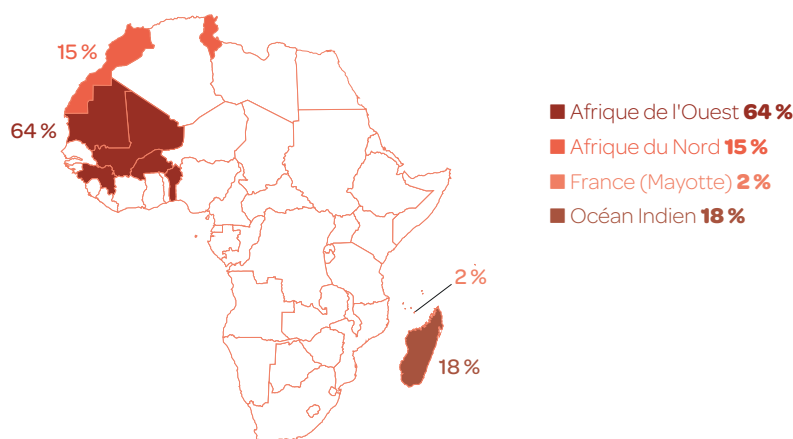 15 %
64 %
Afrique de l'Ouest 64 %
Afrique du Nord 15 %
France (Mayotte) 2 %
Océan Indien 18 %
2 %
18 %